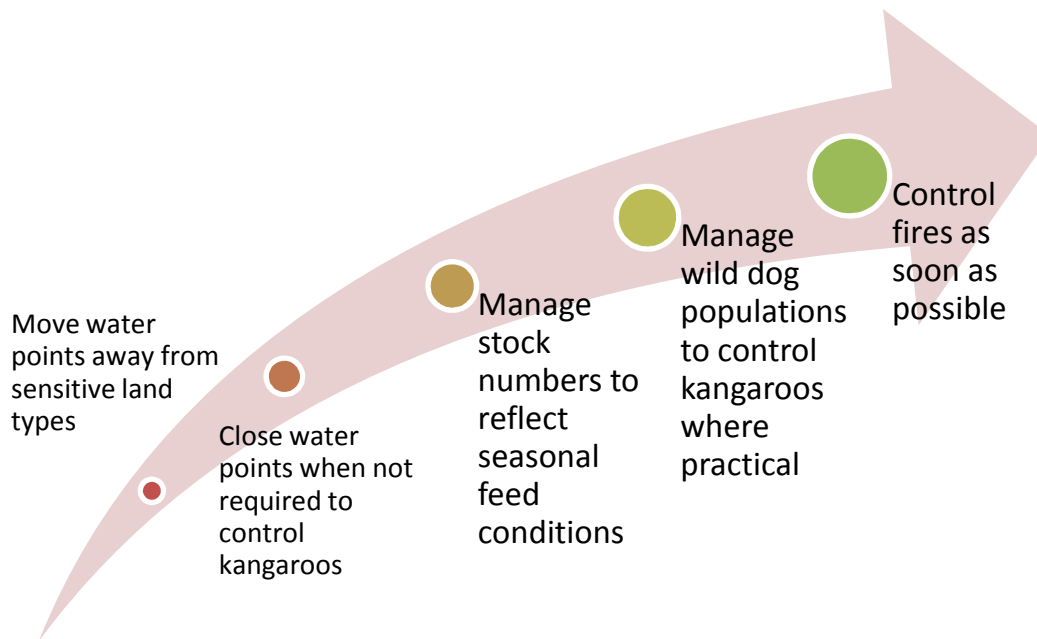 Move water
points away from
sensitive land
types
Close water
points when not
required to
control
kangaroos
Manage
stock
numbers to
reflect
seasonal
feed
conditions
Manage
wild dog
populations
to control
kangaroos
where
practical
Control
fires as
soon as
possible